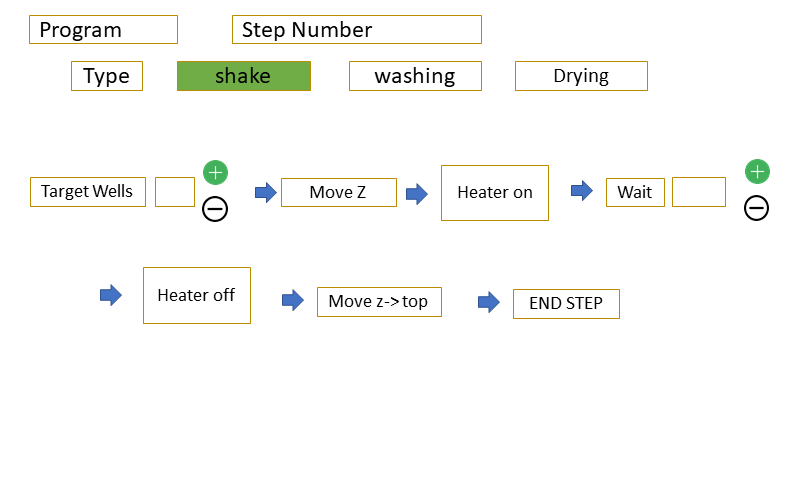 Program
Step Number
Type
shake
washing
Drying
Target Wells
Move Z
Heater on
Wait
Heater off
Move z->top
END STEP